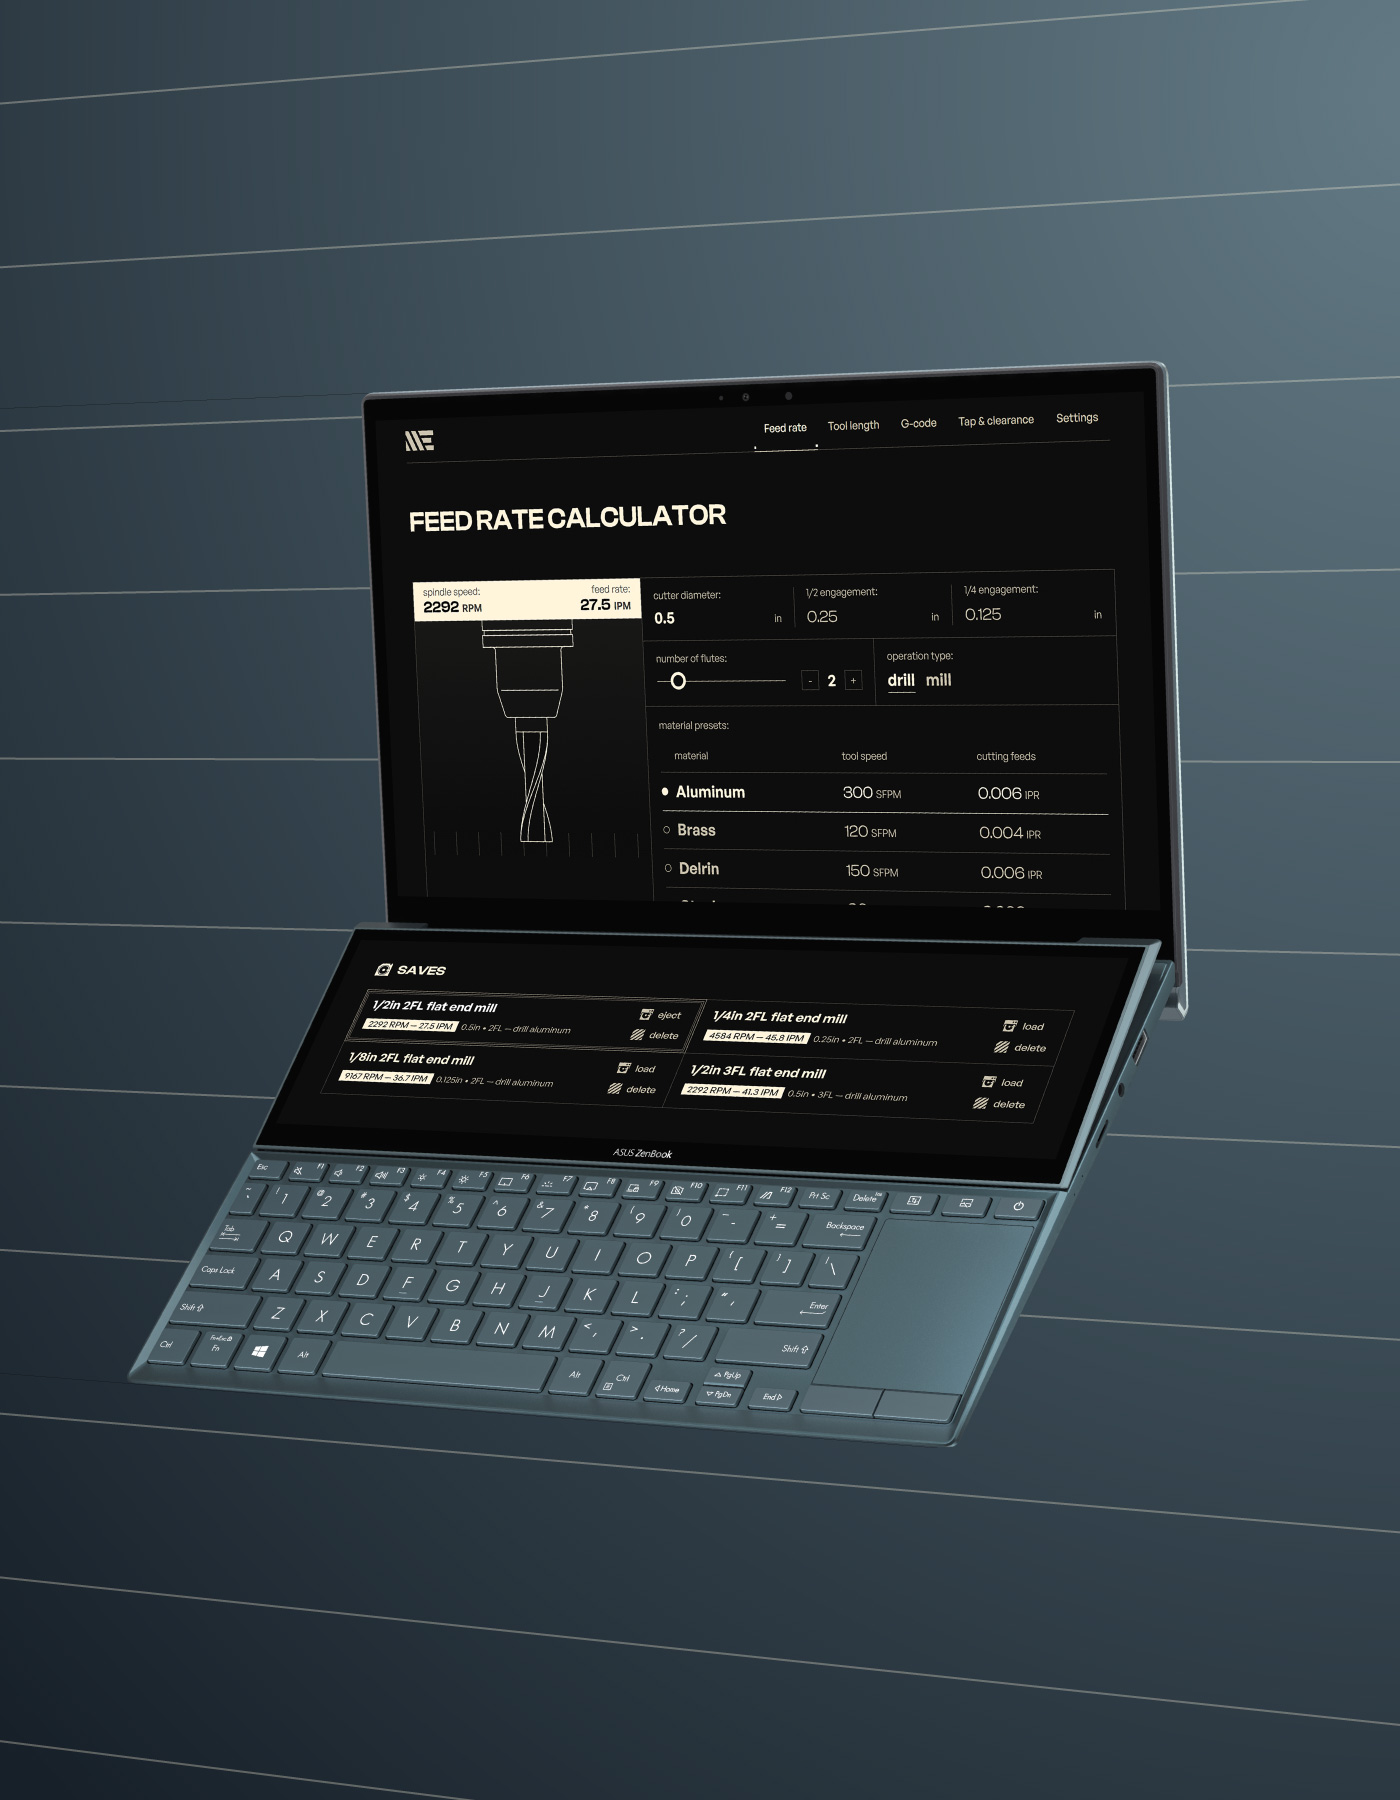 ME
Feed rate Tool length G-code Tap & clearance Settings
FEED RATE CALCULATOR
spindle speed: feed rate:
2292 RPM 27.5 IPM
cutter diameter: 1/2 engagement: 1/4 engagement:
0.5 in 0.25 in 0.125 in
number of flutes: operation type:
- 2 + drill mill
material presets:
material tool speed cutting feeds
Aluminum 300 SFPM 0.006 IPR
Brass 120 SFPM 0.004 IPR
Delrin 150 SFPM 0.006 IPR
SAVES
1/2in 2FL flat end mill eject
2292 RPM — 27.5 IPM 0.5in • 2FL — drill aluminum delete
1/4in 2FL flat end mill load
4584 RPM — 45.8 IPM 0.25in • 2FL — drill aluminum delete
1/8in 2FL flat end mill load
9167 RPM — 36.7 IPM 0.125in • 2FL — drill aluminum delete
1/2in 3FL flat end mill load
2292 RPM — 41.3 IPM 0.5in • 3FL — drill aluminum delete
ASUS ZenBook
Esc F1 F2 F3 F4 F5 F6 F7 F8 F9 F10 F11 F12 Prt Sc Delete Ins
~ ` ! 1 @ 2 # 3 $ 4 % 5 ^ 6 & 7 * 8 ( 9 ) 0 _ - + = Backspace
Tab Q W E R T Y U I O P { [ } ] | \
Caps Lock A S D F G H J K L : ; " ' Enter
Shift Z X C V B N M < , > . ? / Shift
Ctrl Fn Alt Alt Ctrl Home PgUp PgDn End